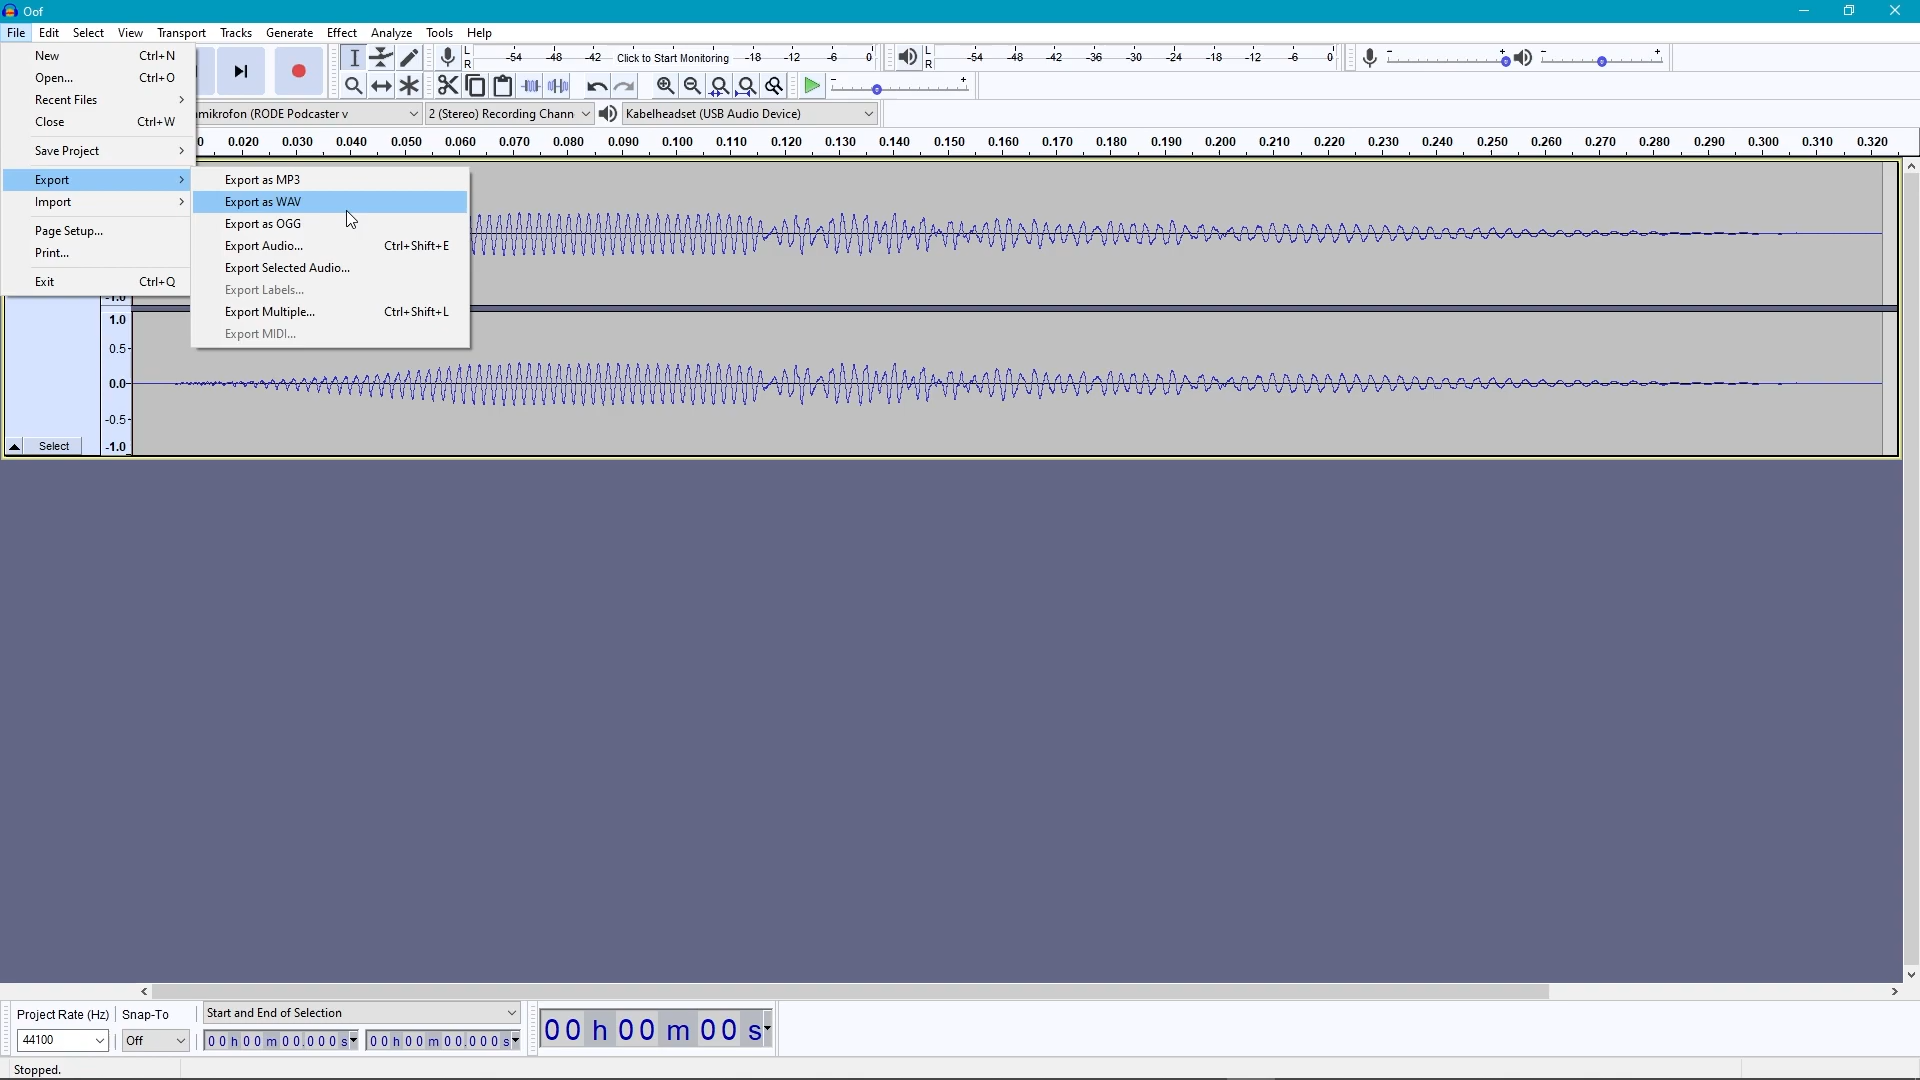 Oof
File Edit Select View Transport Tracks Generate Effect Analyze Tools Help
New Ctrl+N
Open... Ctrl+O
Recent Files
Close Ctrl+W
Save Project
Export
Import
Page Setup...
Print...
Exit Ctrl+Q
Export as MP3
Export as WAV
Export as OGG
Export Audio... Ctrl+Shift+E
Export Selected Audio...
Export Labels...
Export Multiple... Ctrl+Shift+L
Export MIDI...
L
R
-54 -48 -42 Click to Start Monitoring -18 -12 -6 0
L
R
-54 -48 -42 -36 -30 -24 -18 -12 -6 0
mikrofon (RODE Podcaster v
2 (Stereo) Recording Chann
Kabelheadset (USB Audio Device)
0 0.020 0.030 0.040 0.050 0.060 0.070 0.080 0.090 0.100 0.110 0.120 0.130 0.140 0.150 0.160 0.170 0.180 0.190 0.200 0.210 0.220 0.230 0.240 0.250 0.260 0.270 0.280 0.290 0.300 0.310 0.320
-1.0
1.0
0.5
0.0
-0.5
-1.0
Select
Project Rate (Hz) Snap-To Start and End of Selection
44100 Off 00 h 00 m 00.000 s 00 h 00 m 00.000 s
00 h 00 m 00 s
Stopped.